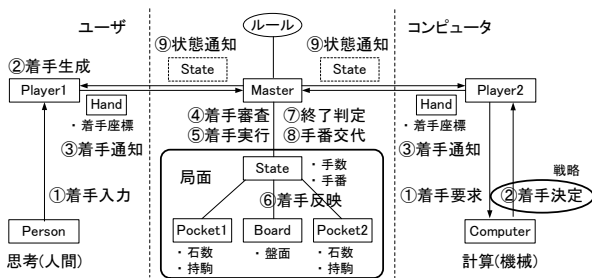 ユーザ
ルール
コンピュータ
⑨状態通知
⑨状態通知
②着手生成
State
State
Player1
Master
Player2
Hand
・着手座標
④着手審査
⑤着手実行
⑦終了判定
⑧手番交代
Hand
・着手座標
③着手通知
③着手通知
局面
State
・手数
・手番
戦略
①着手入力
⑥着手反映
①着手要求
②着手決定
Person
Pocket1
Board
Pocket2
Computer
・石数
・持駒
・盤面
・石数
・持駒
思考(人間)
計算(機械)